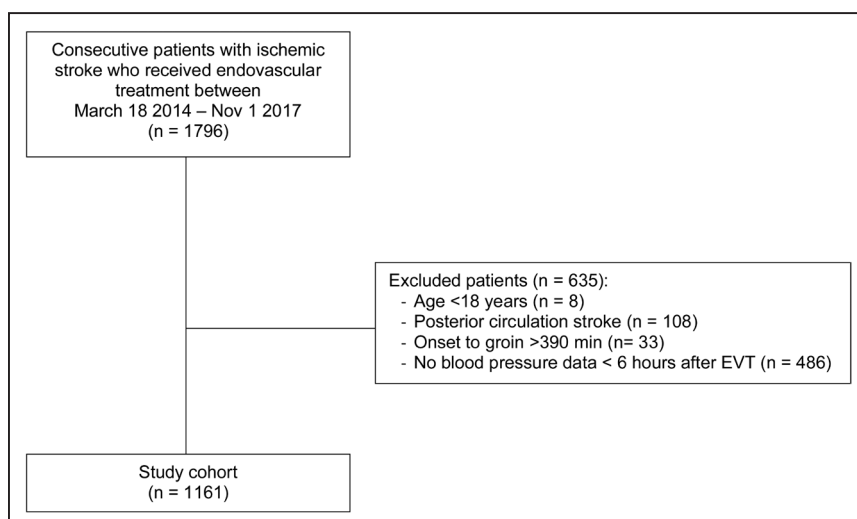 Consecutive patients with ischemic
stroke who received endovascular
treatment between
March 18 2014 – Nov 1 2017
(n = 1796)
Excluded patients (n = 635):
- Age <18 years (n = 8)
- Posterior circulation stroke (n = 108)
- Onset to groin >390 min (n= 33)
- No blood pressure data < 6 hours after EVT (n = 486)
Study cohort
(n = 1161)